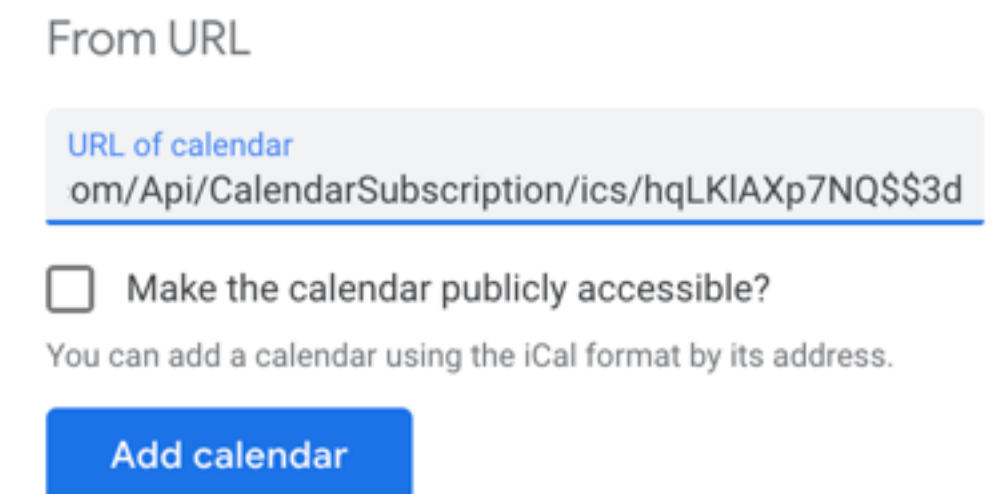 From URL
URL of calendar
om/Api/CalendarSubscription/ics/hqLKlAXp7NQ$$3d
Make the calendar publicly accessible?
You can add a calendar using the iCal format by its address.
Add calendar